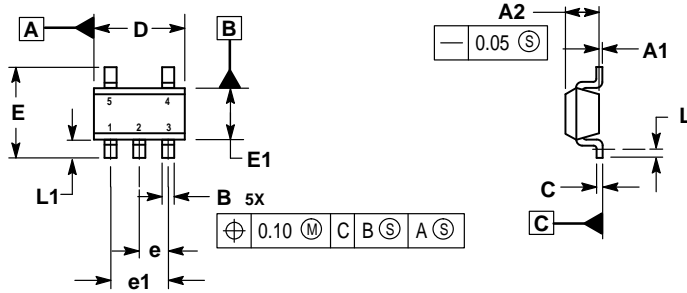 A
D
B
A2
— 0.05 Ⓢ
A1
E
5 4
1 2 3
E1
L
L1
B 5X
C
⌖ 0.10 Ⓜ C B Ⓢ A Ⓢ
C
e
e1